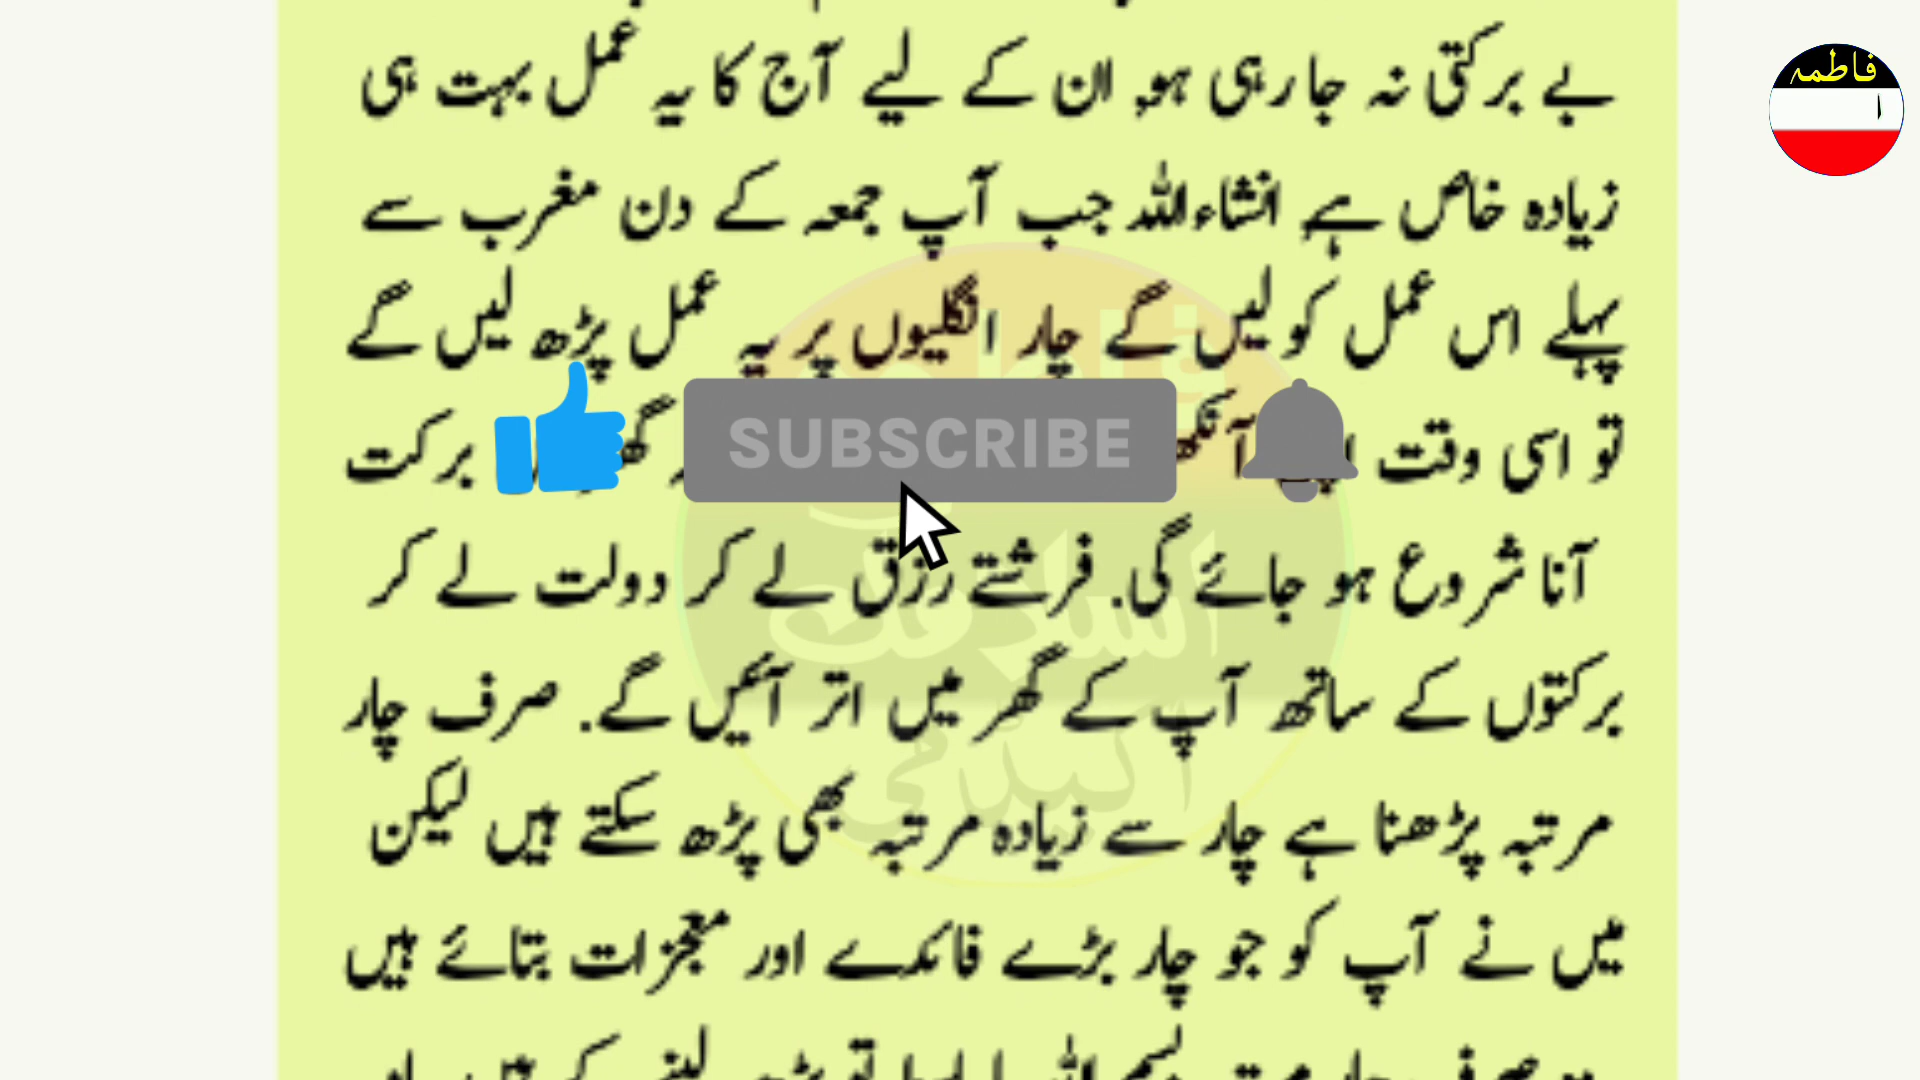 بے برکتی نہ جا رہی ہو, ان کے لیے آج کا یہ عمل بہت ہی
زیادہ خاص ہے انشاءاللہ جب آپ جمعہ کے دن مغرب سے
پہلے اس عمل کو لیں گے چار انگلیوں پر یہ عمل پڑھ لیں گے
تو اسی وقت آنکھ برکت
SUBSCRIBE
آنا شروع ہو جائے گی. فرشتے رزق لے کر دولت لے کر
برکتوں کے ساتھ آپ کے گھر میں اتر آئیں گے. صرف چار
مرتبہ پڑھنا ہے چار سے زیادہ مرتبہ بھی پڑھ سکتے ہیں لیکن
میں نے آپ کو جو چار بڑے فائدے اور معجزات بتائے ہیں
فاطمہ
ا
اسلامک
اکیڈمی